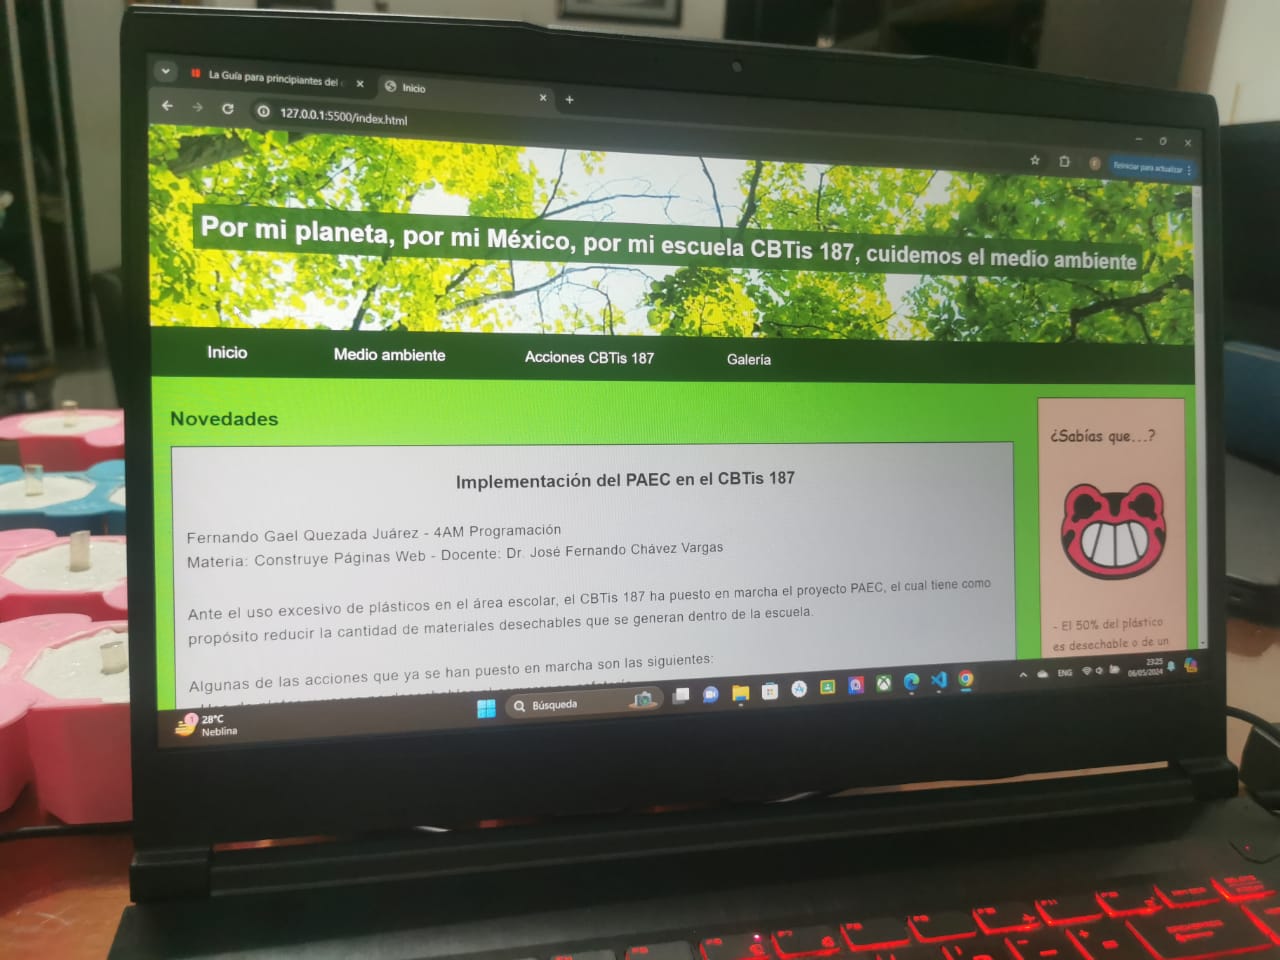 La Guía para principiantes del
Inicio
127.0.0.1:5500/index.html
Reiniciar para actualizar
Por mi planeta, por mi México, por mi escuela CBTis 187, cuidemos el medio ambiente
Inicio
Medio ambiente
Acciones CBTis 187
Galería
Novedades
Implementación del PAEC en el CBTis 187
Fernando Gael Quezada Juárez - 4AM Programación
Materia: Construye Páginas Web - Docente: Dr. José Fernando Chávez Vargas
Ante el uso excesivo de plásticos en el área escolar, el CBTis 187 ha puesto en marcha el proyecto PAEC, el cual tiene como
propósito reducir la cantidad de materiales desechables que se generan dentro de la escuela.
Algunas de las acciones que ya se han puesto en marcha son las siguientes:
¿Sabías que...?
- El 50% del plástico
es desechable o de un
1
28°C
Neblina
Búsqueda
ENG
23:25
06/05/2024